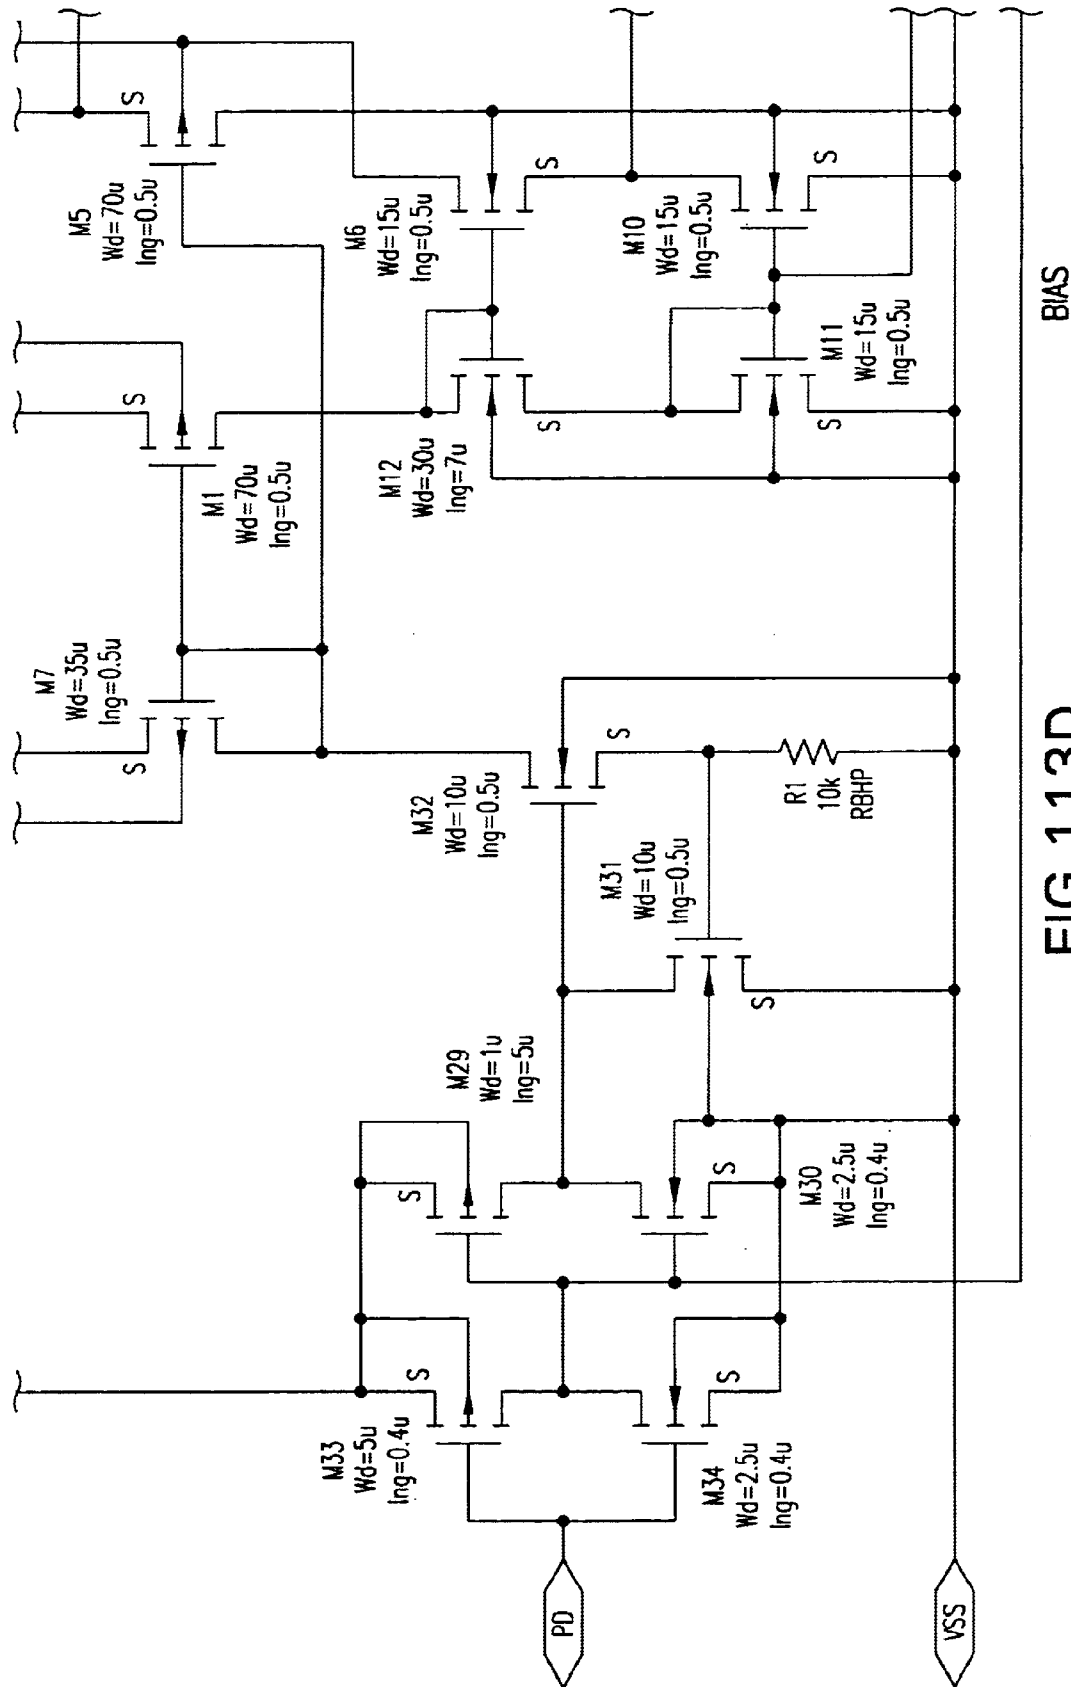 M7
Wd=35u
lng=0.5u
S
M1
Wd=70u
lng=0.5u
S
M5
Wd=70u
lng=0.5u
S
M33
Wd=5u
lng=0.4u
S
M29
Wd=1u
lng=5u
S
M32
Wd=10u
lng=0.5u
S
M12
Wd=30u
lng=7u
S
M6
Wd=15u
lng=0.5u
S
PD
M34
Wd=2.5u
lng=0.4u
S
M30
Wd=2.5u
lng=0.4u
S
M31
Wd=10u
lng=0.5u
S
R1
10k
RBHP
M11
Wd=15u
lng=0.5u
S
M10
Wd=15u
lng=0.5u
S
VSS
BIAS
FIG.113D